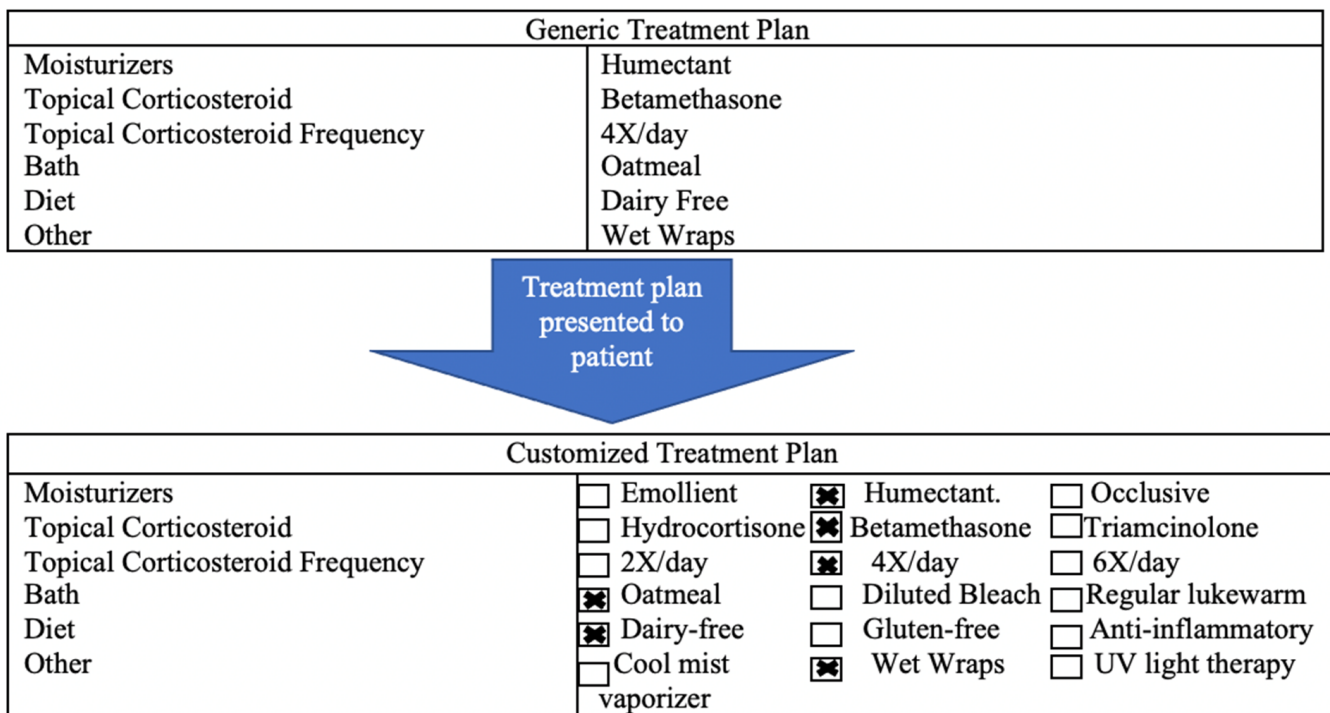 Generic Treatment Plan
Moisturizers Humectant
Topical Corticosteroid Betamethasone
Topical Corticosteroid Frequency 4X/day
Bath Oatmeal
Diet Dairy Free
Other Wet Wraps
Treatment plan
presented to
patient
Customized Treatment Plan
Moisturizers Emollient Humectant. Occlusive
Topical Corticosteroid Hydrocortisone Betamethasone Triamcinolone
Topical Corticosteroid Frequency 2X/day 4X/day 6X/day
Bath Oatmeal Diluted Bleach Regular lukewarm
Diet Dairy-free Gluten-free Anti-inflammatory
Other Cool mist Wet Wraps UV light therapy
vaporizer